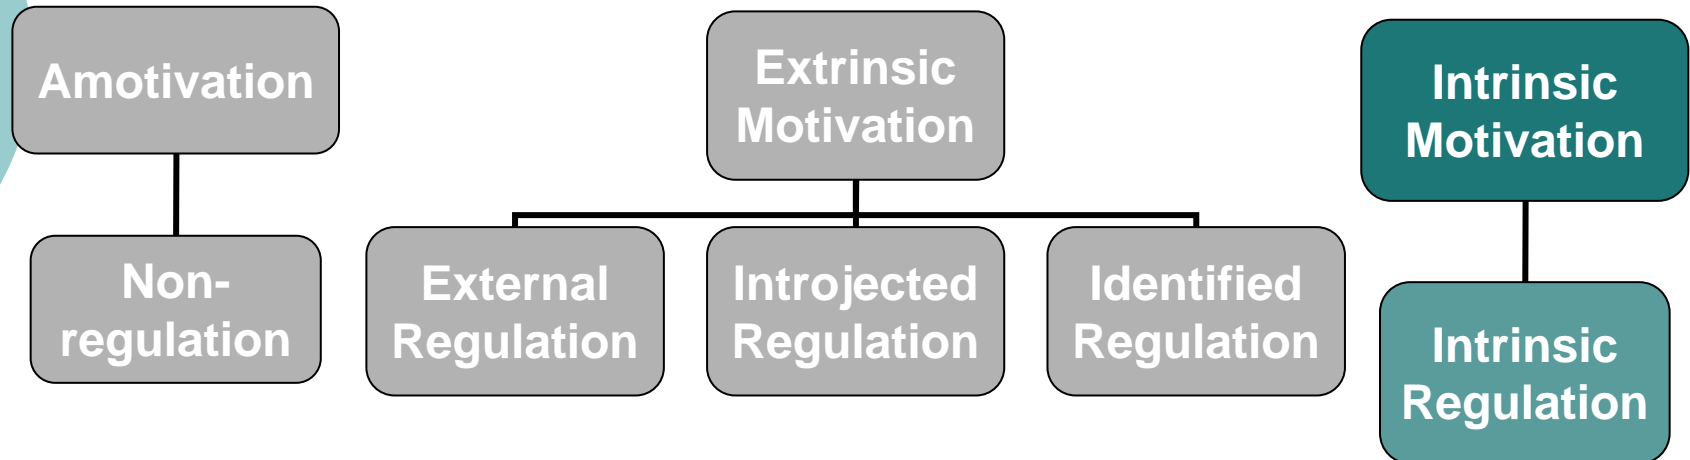 Amotivation
Extrinsic
Motivation
Intrinsic
Motivation
Non-
regulation
External
Regulation
Introjected
Regulation
Identified
Regulation
Intrinsic
Regulation